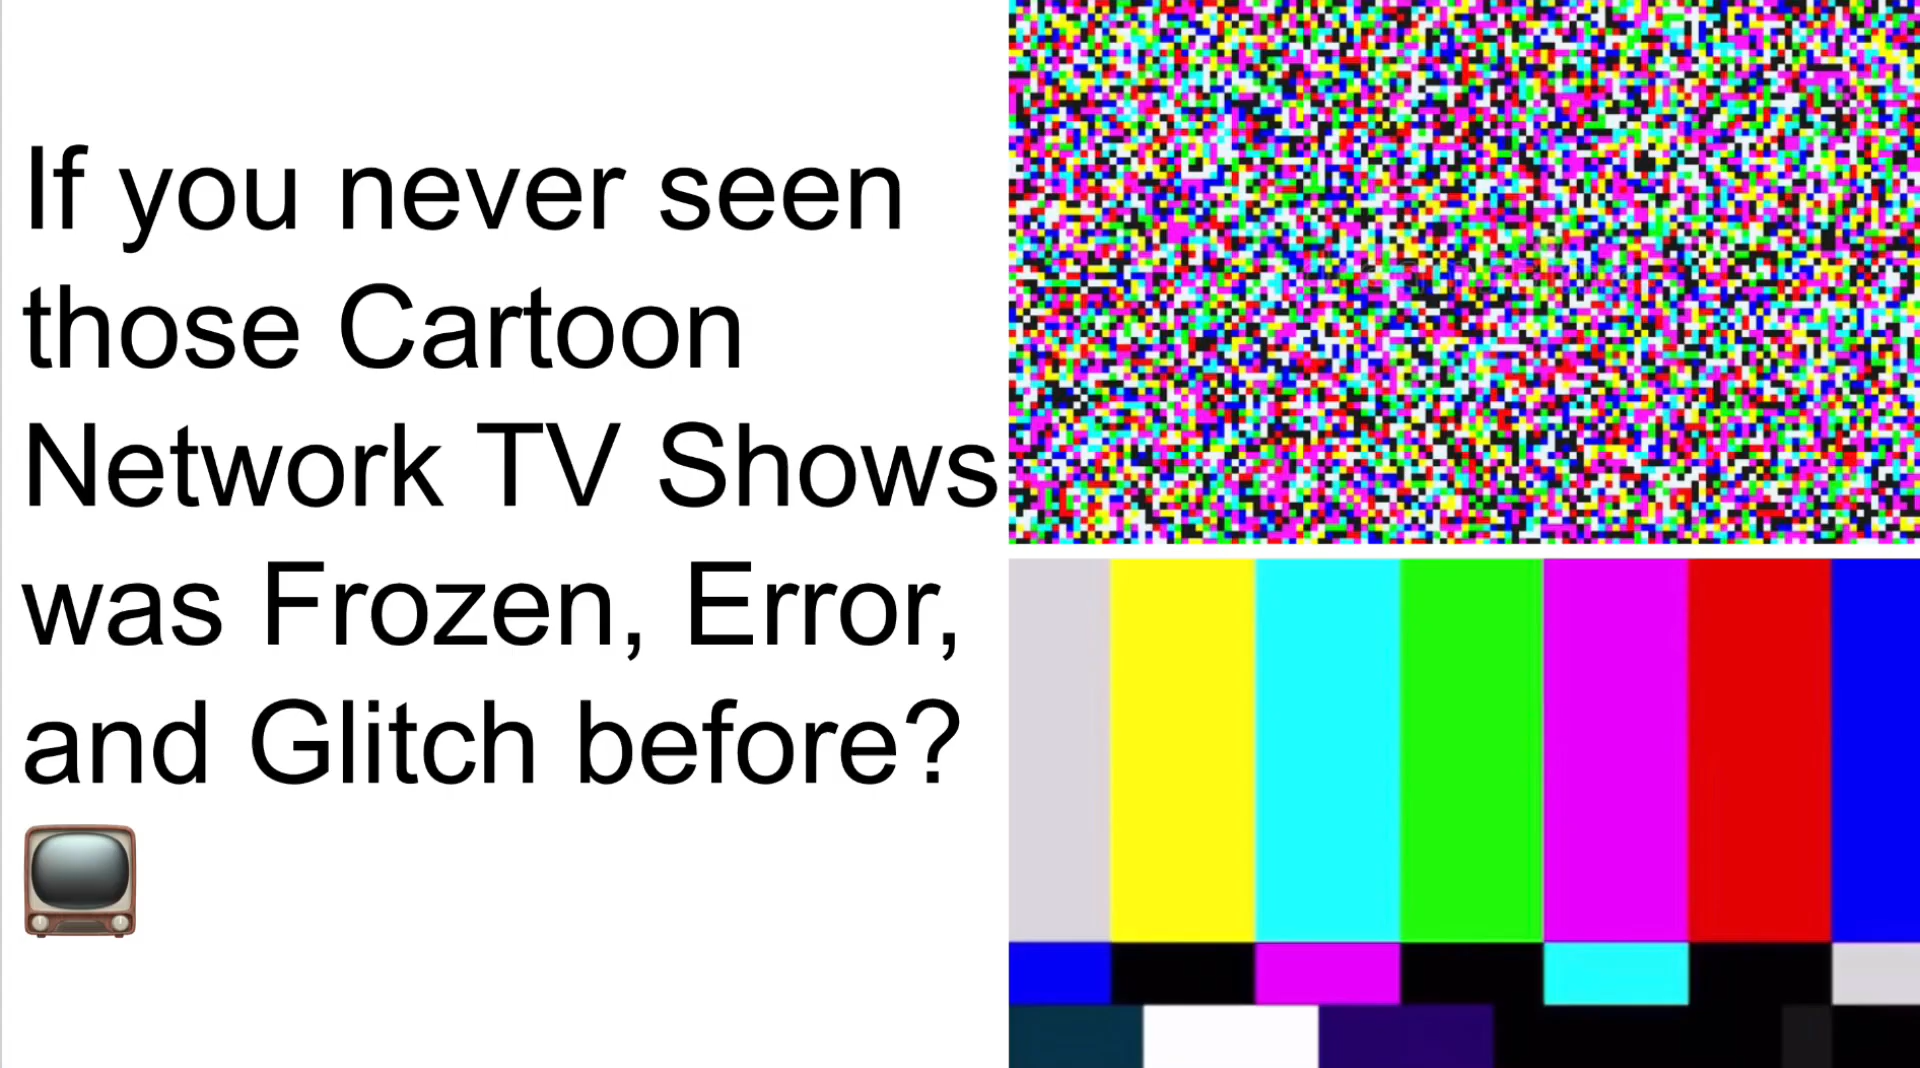 If you never seen
those Cartoon
Network TV Shows
was Frozen, Error,
and Glitch before?